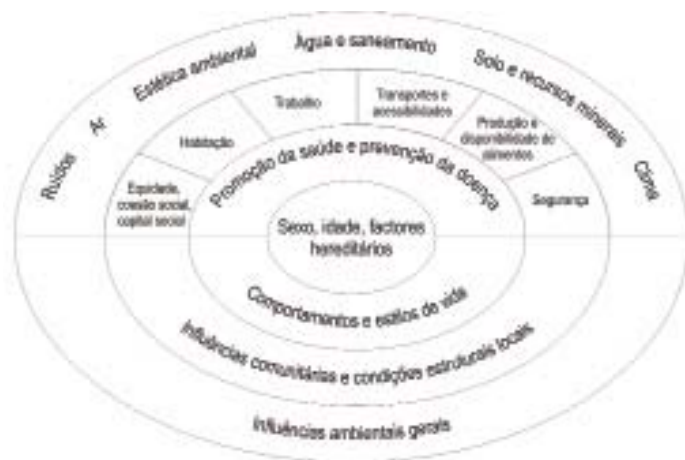 Ruídos
Ar
Estética ambiental
Água e saneamento
Solo e recursos minerais
Clima
Equidade,
coesão social,
capital social
Habitação
Trabalho
Transportes e
acessibilidades
Produção e
disponibilidade de
alimentos
Segurança
Promoção da saúde e prevenção da doença
Sexo, idade, factores
hereditários
Comportamentos e estilos de vida
Influências comunitárias e condições estruturais locais
Influências ambientais gerais